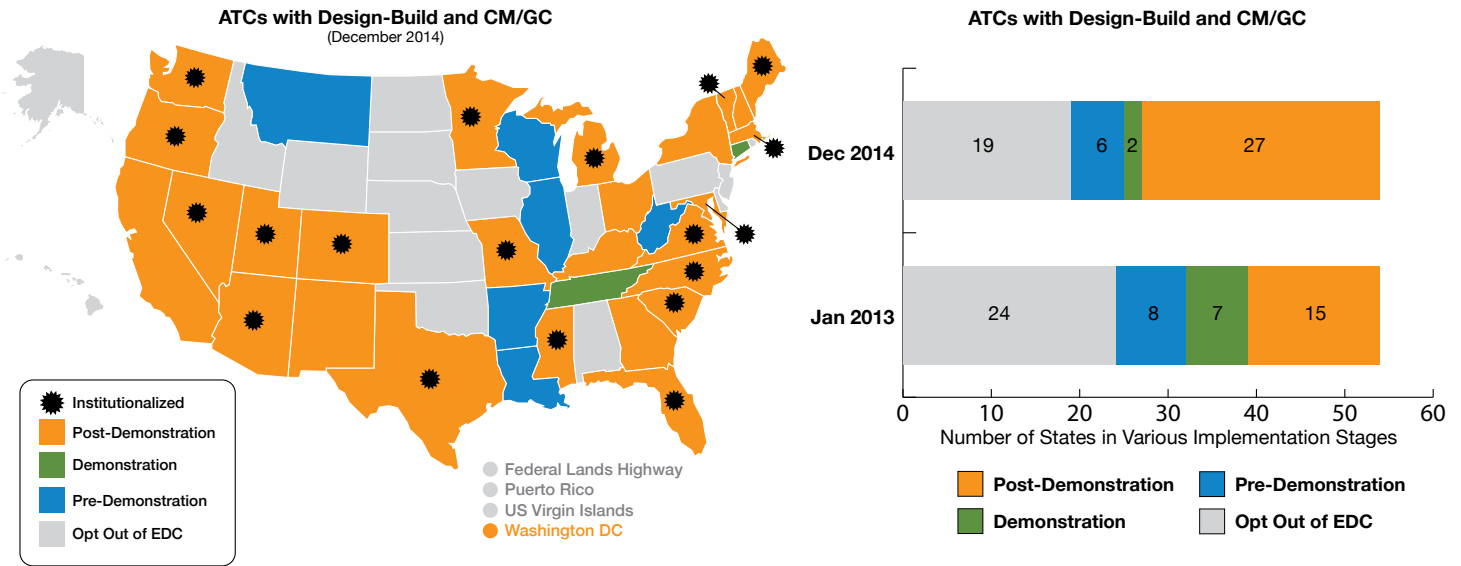 ATCs with Design-Build and CM/GC
(December 2014)
Institutionalized
Post-Demonstration
Demonstration
Pre-Demonstration
Opt Out of EDC
Federal Lands Highway
Puerto Rico
US Virgin Islands
Washington DC
ATCs with Design-Build and CM/GC
Dec 2014
19
6
2
27
Jan 2013
24
8
7
15
0
10
20
30
40
50
60
Number of States in Various Implementation Stages
Post-Demonstration
Pre-Demonstration
Demonstration
Opt Out of EDC